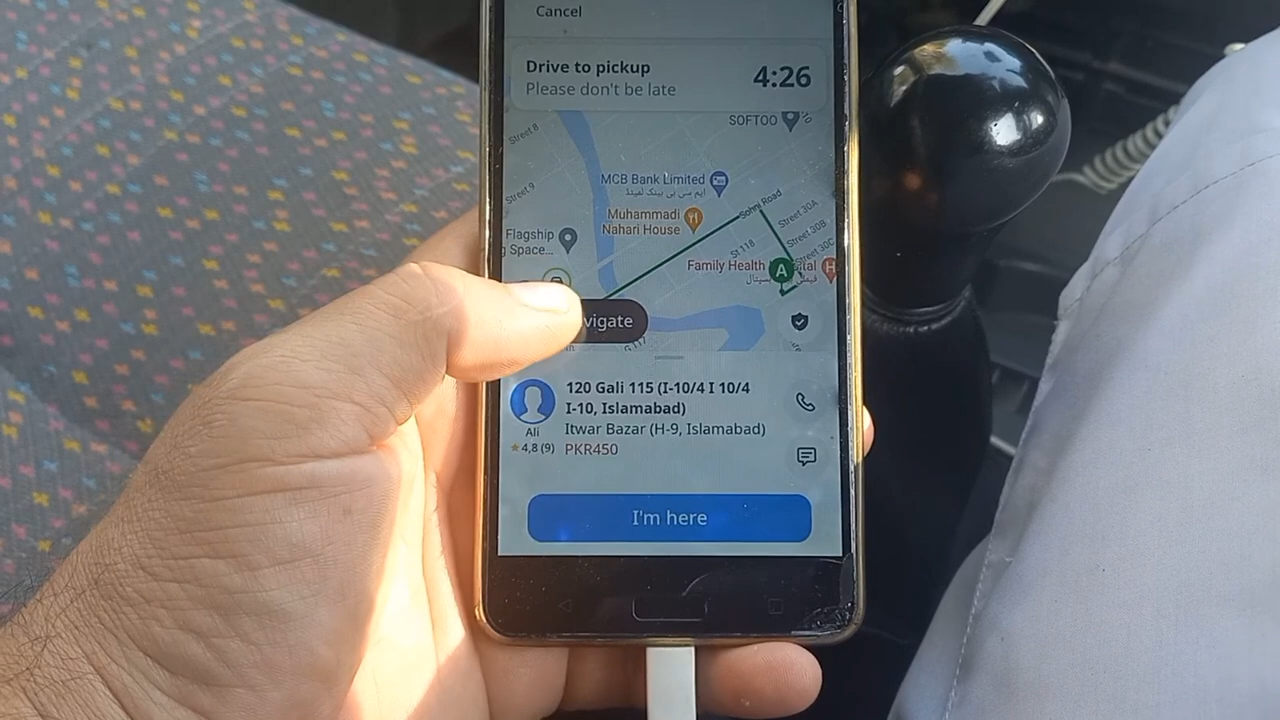 Cancel
Drive to pickup
4:26
Please don't be late
SOFTOO
Street 8
MCB Bank Limited
ایم سی بی بینک لمیٹڈ
Street 9
Sohni Road
Muhammadi
Nahari House
Street 30A
Street 30B
Flagship
g Space...
St 118
Street 30C
Family Health
ital
G 111
vigate
120 Gali 115 (I-10/4 I 10/4
I-10, Islamabad)
Ali
Itwar Bazar (H-9, Islamabad)
4,8 (9)
PKR450
I'm here